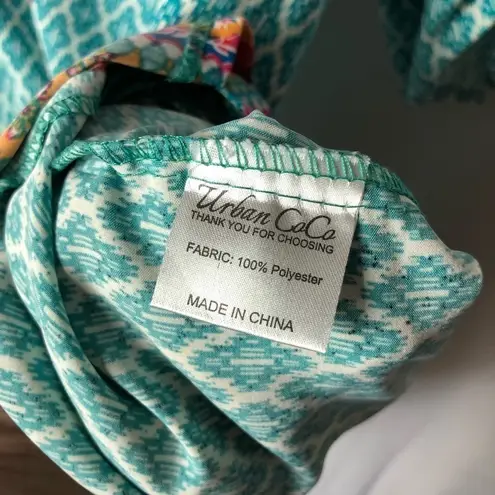 Urban CoCo
THANK YOU FOR CHOOSING
FABRIC: 100% Polyester
MADE IN CHINA